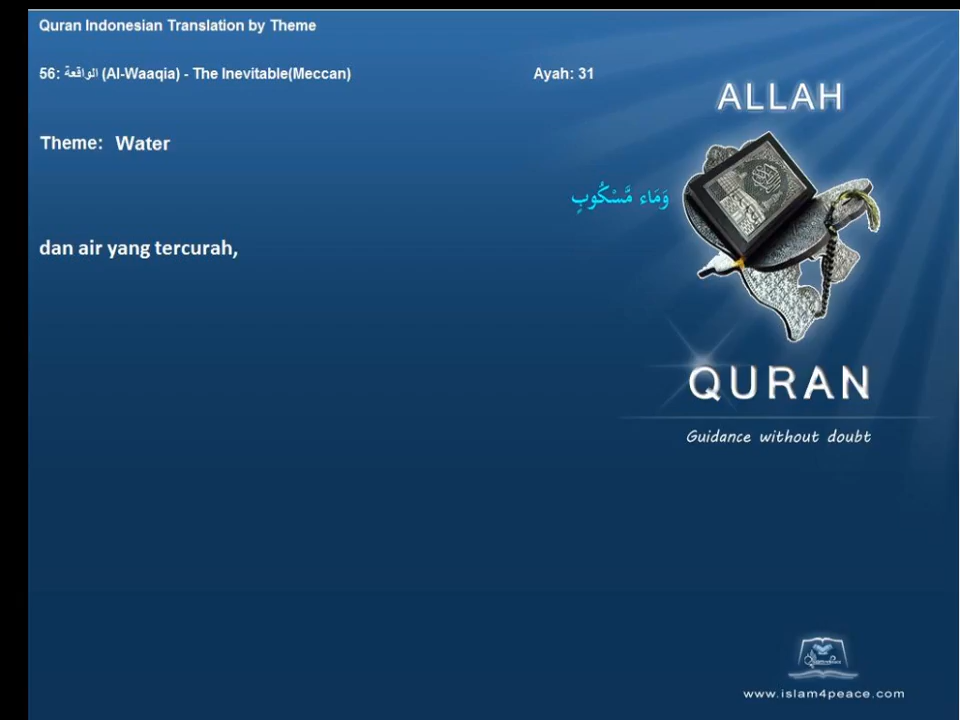 Quran Indonesian Translation by Theme
56: الواقعة (Al-Waaqia) - The Inevitable(Meccan) Ayah: 31
ALLAH
Theme: Water
وَمَاء مَّسْكُوبٍ
dan air yang tercurah,
QURAN
Guidance without doubt
www.islam4peace.com